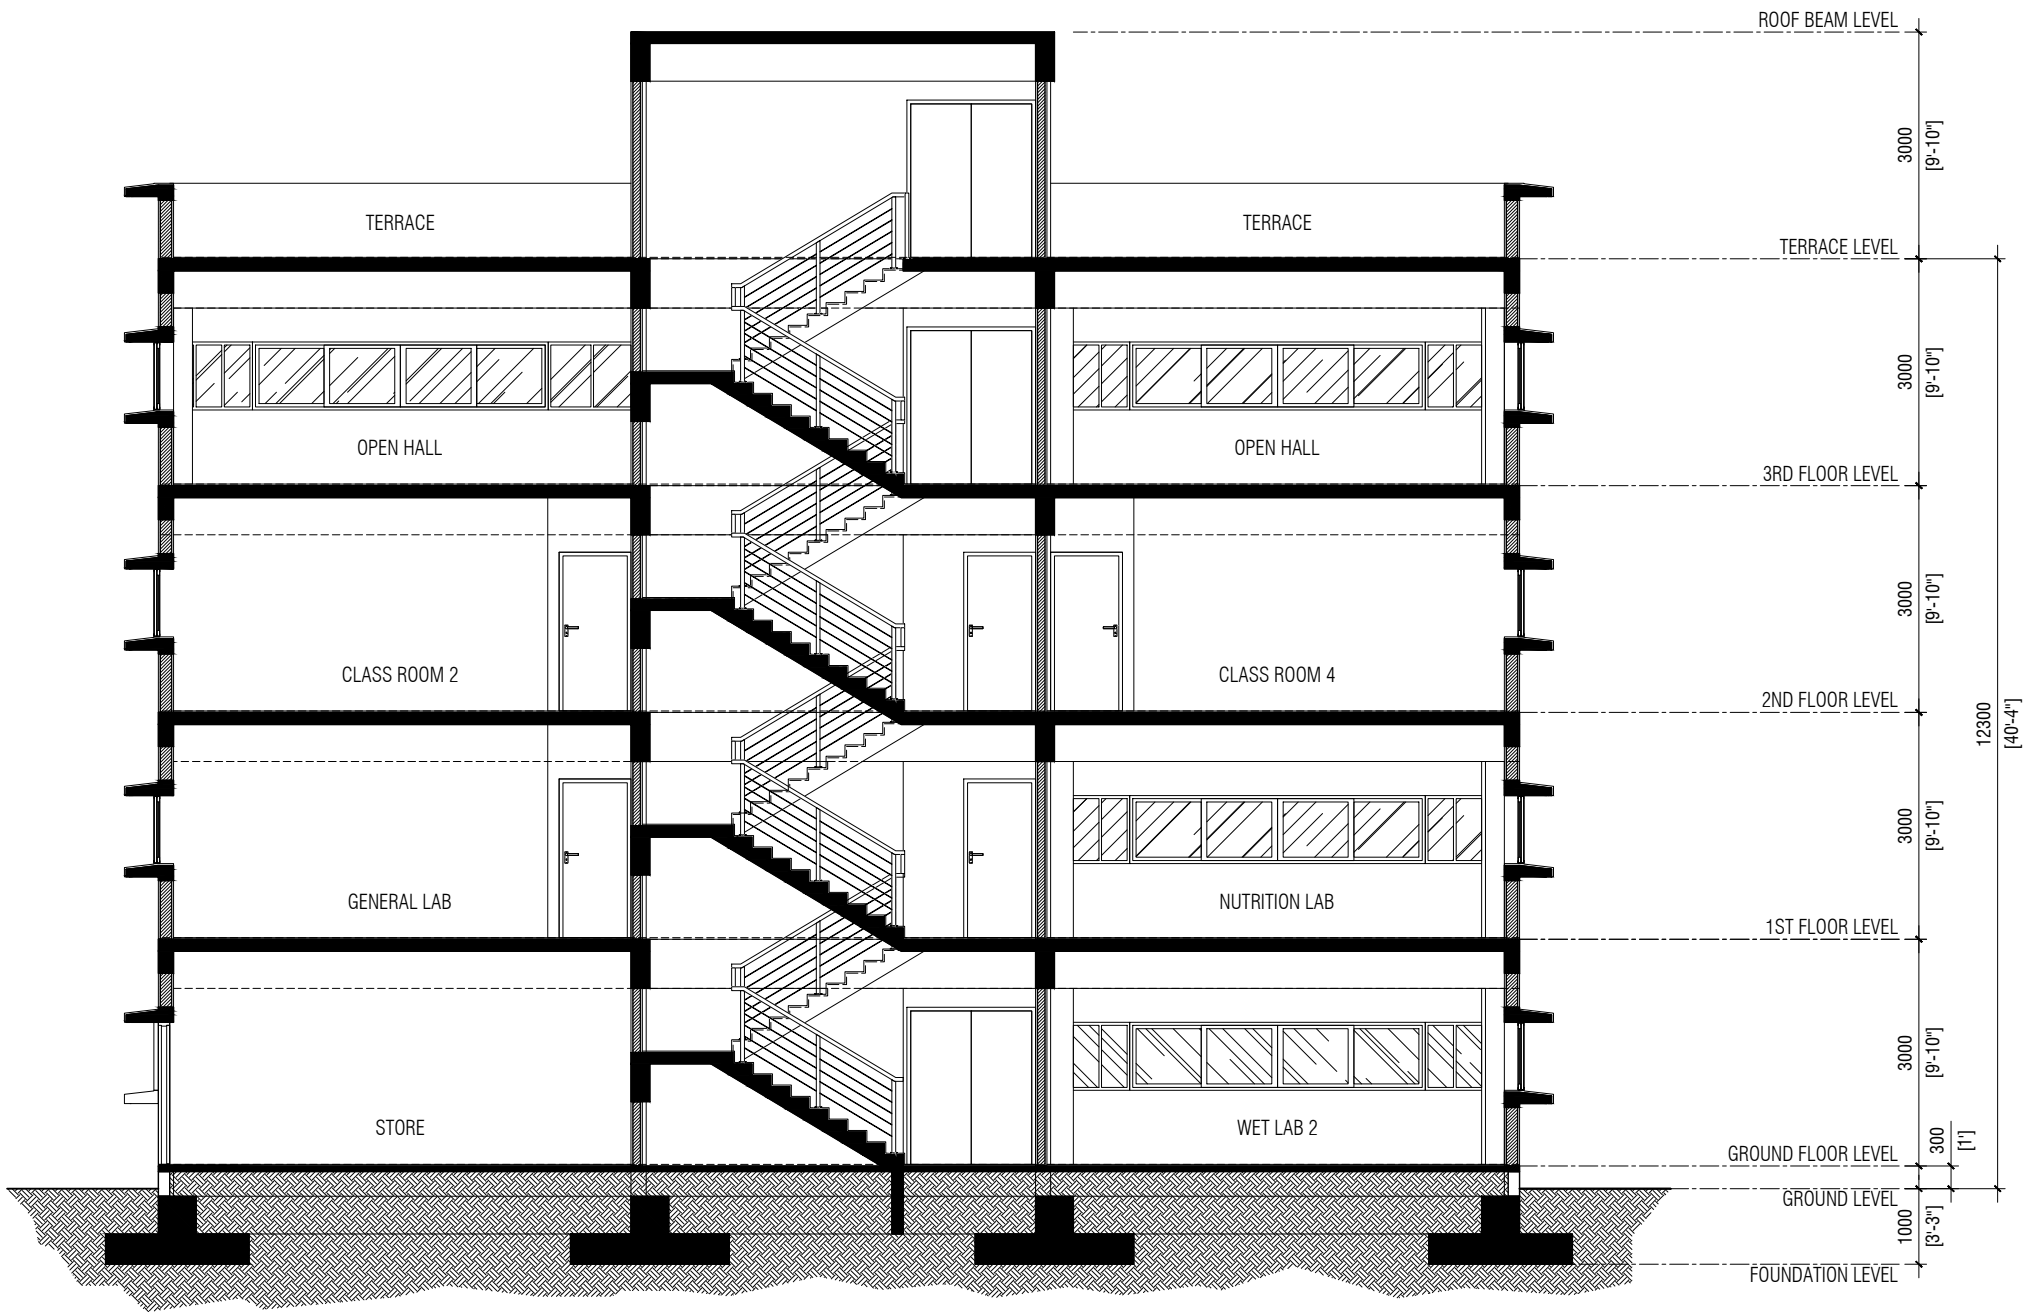 ROOF BEAM LEVEL
3000
[9'-10"]
TERRACE
TERRACE
TERRACE LEVEL
3000
[9'-10"]
OPEN HALL
OPEN HALL
3RD FLOOR LEVEL
3000
[9'-10"]
CLASS ROOM 2
CLASS ROOM 4
2ND FLOOR LEVEL
12300
[40'-4"]
3000
[9'-10"]
GENERAL LAB
NUTRITION LAB
1ST FLOOR LEVEL
3000
[9'-10"]
STORE
WET LAB 2
300
[1']
GROUND FLOOR LEVEL
GROUND LEVEL
1000
[3'-3"]
FOUNDATION LEVEL